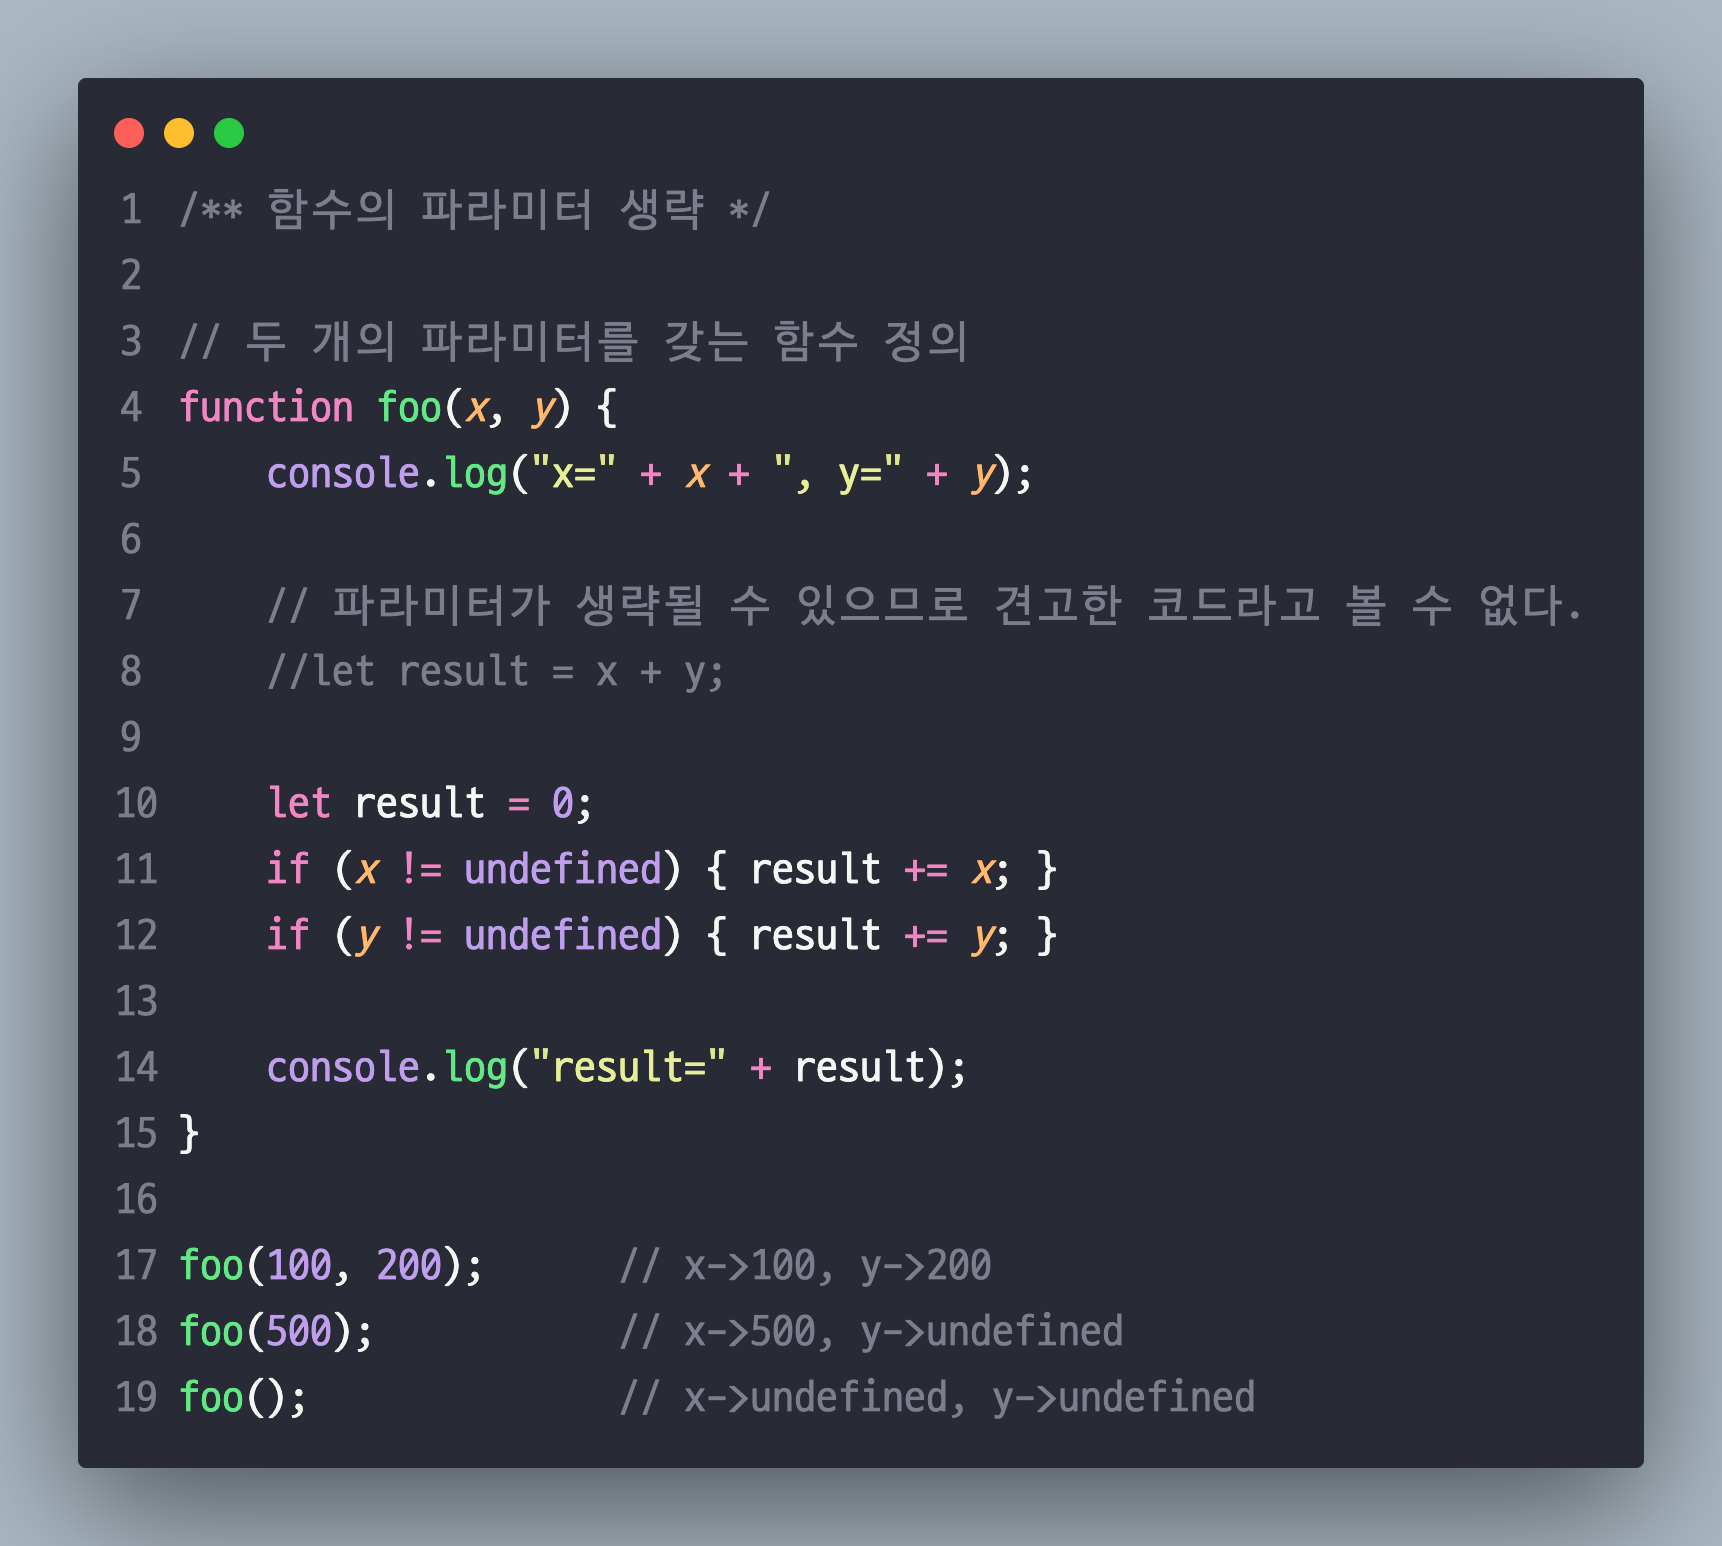 1 /** 함수의 파라미터 생략 */
2
3 // 두 개의 파라미터를 갖는 함수 정의
4 function foo(x, y) {
5     console.log("x=" + x + ", y=" + y);
6
7     // 파라미터가 생략될 수 있으므로 견고한 코드라고 볼 수 없다.
8     //let result = x + y;
9
10     let result = 0;
11     if (x != undefined) { result += x; }
12     if (y != undefined) { result += y; }
13
14     console.log("result=" + result);
15 }
16
17 foo(100, 200);      // x->100, y->200
18 foo(500);           // x->500, y->undefined
19 foo();              // x->undefined, y->undefined